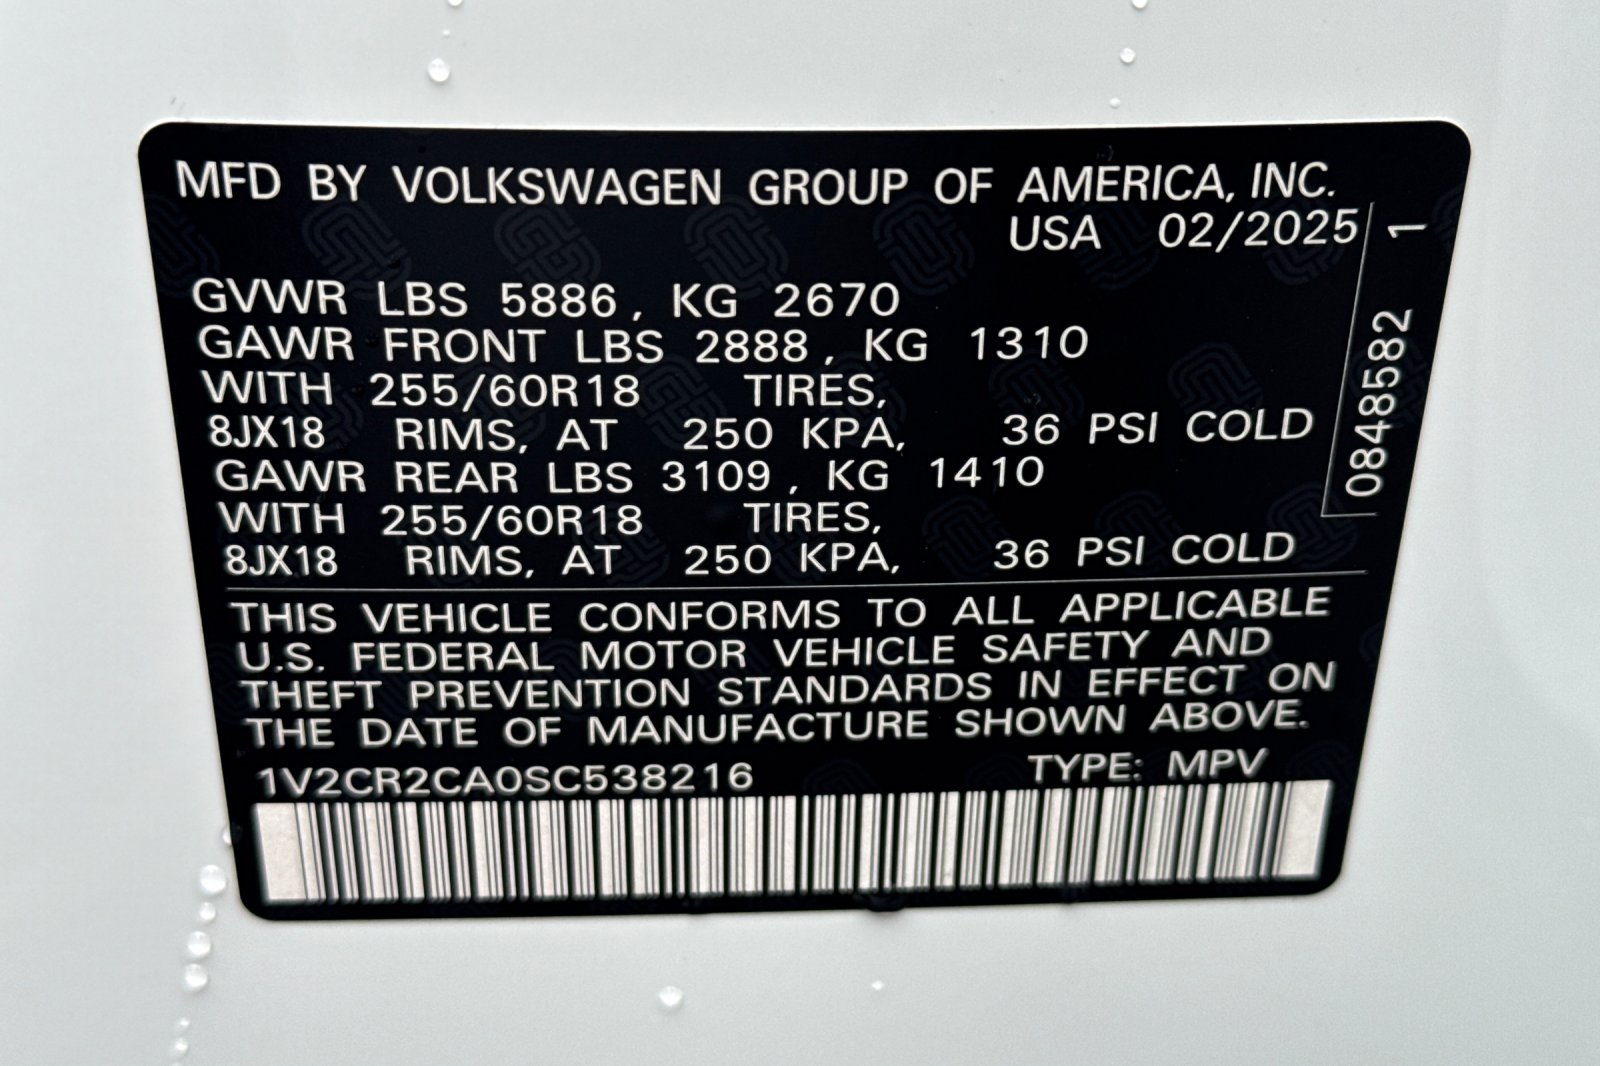 MFD BY VOLKSWAGEN GROUP OF AMERICA, INC.
USA 02/2025
GVWR LBS 5886, KG 2670
GAWR FRONT LBS 2888, KG 1310
WITH 255/60R18 TIRES,
8JX18 RIMS, AT 250 KPA, 36 PSI COLD
GAWR REAR LBS 3109, KG 1410
WITH 255/60R18 TIRES,
8JX18 RIMS, AT 250 KPA, 36 PSI COLD
0848582 1
THIS VEHICLE CONFORMS TO ALL APPLICABLE
U.S. FEDERAL MOTOR VEHICLE SAFETY AND
THEFT PREVENTION STANDARDS IN EFFECT ON
THE DATE OF MANUFACTURE SHOWN ABOVE.
1V2CR2CA0SC538216 TYPE: MPV